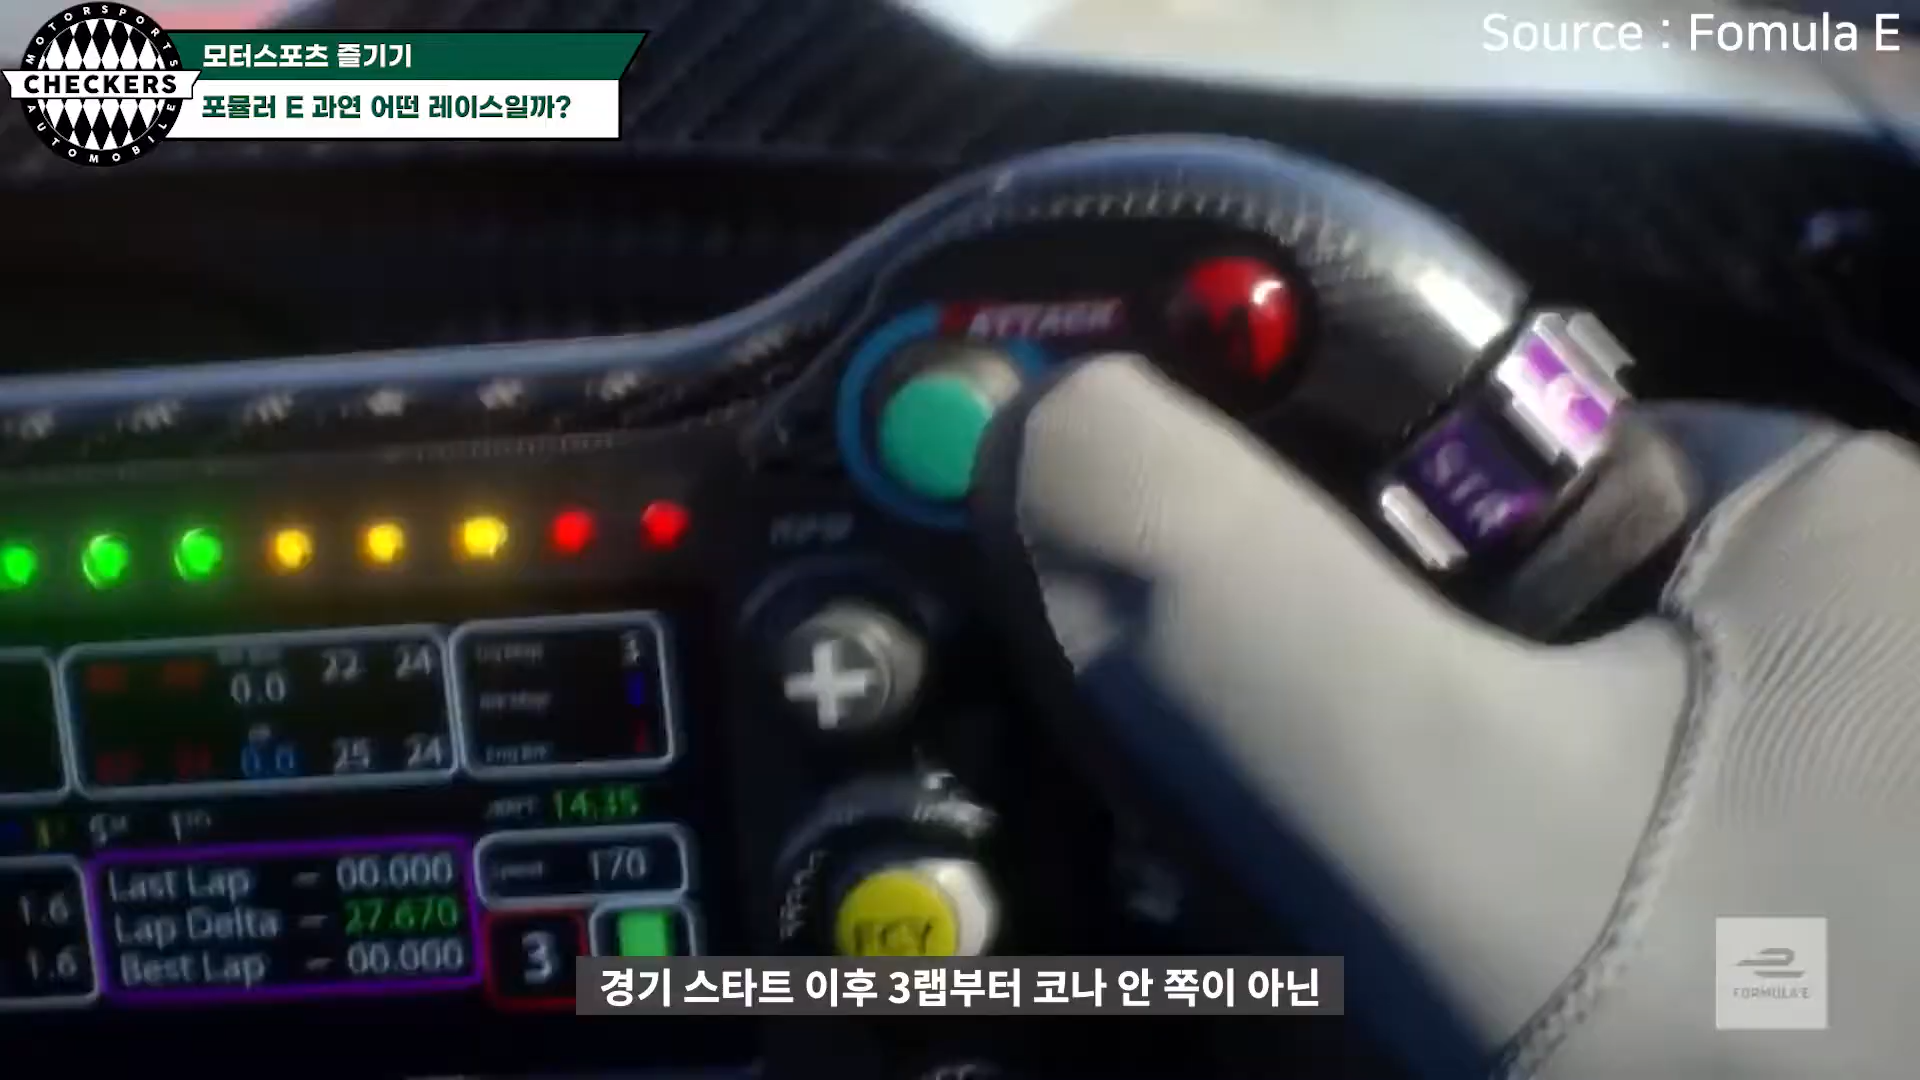 MOTORSPORTS
CHECKERS
AUTOMOBILE
모터스포츠 즐기기
포뮬러 E 과연 어떤 레이스일까?
Source : Fomula E
ATTACK
0.0
22 24
3
0.0
25 24
14.35
170
1.6
1.6
Last Lap - 00.000
Lap Delta - 27.670
Best Lap - 00.000
3
FCY
경기 스타트 이후 3랩부터 코나 안 쪽이 아닌
FORMULA E